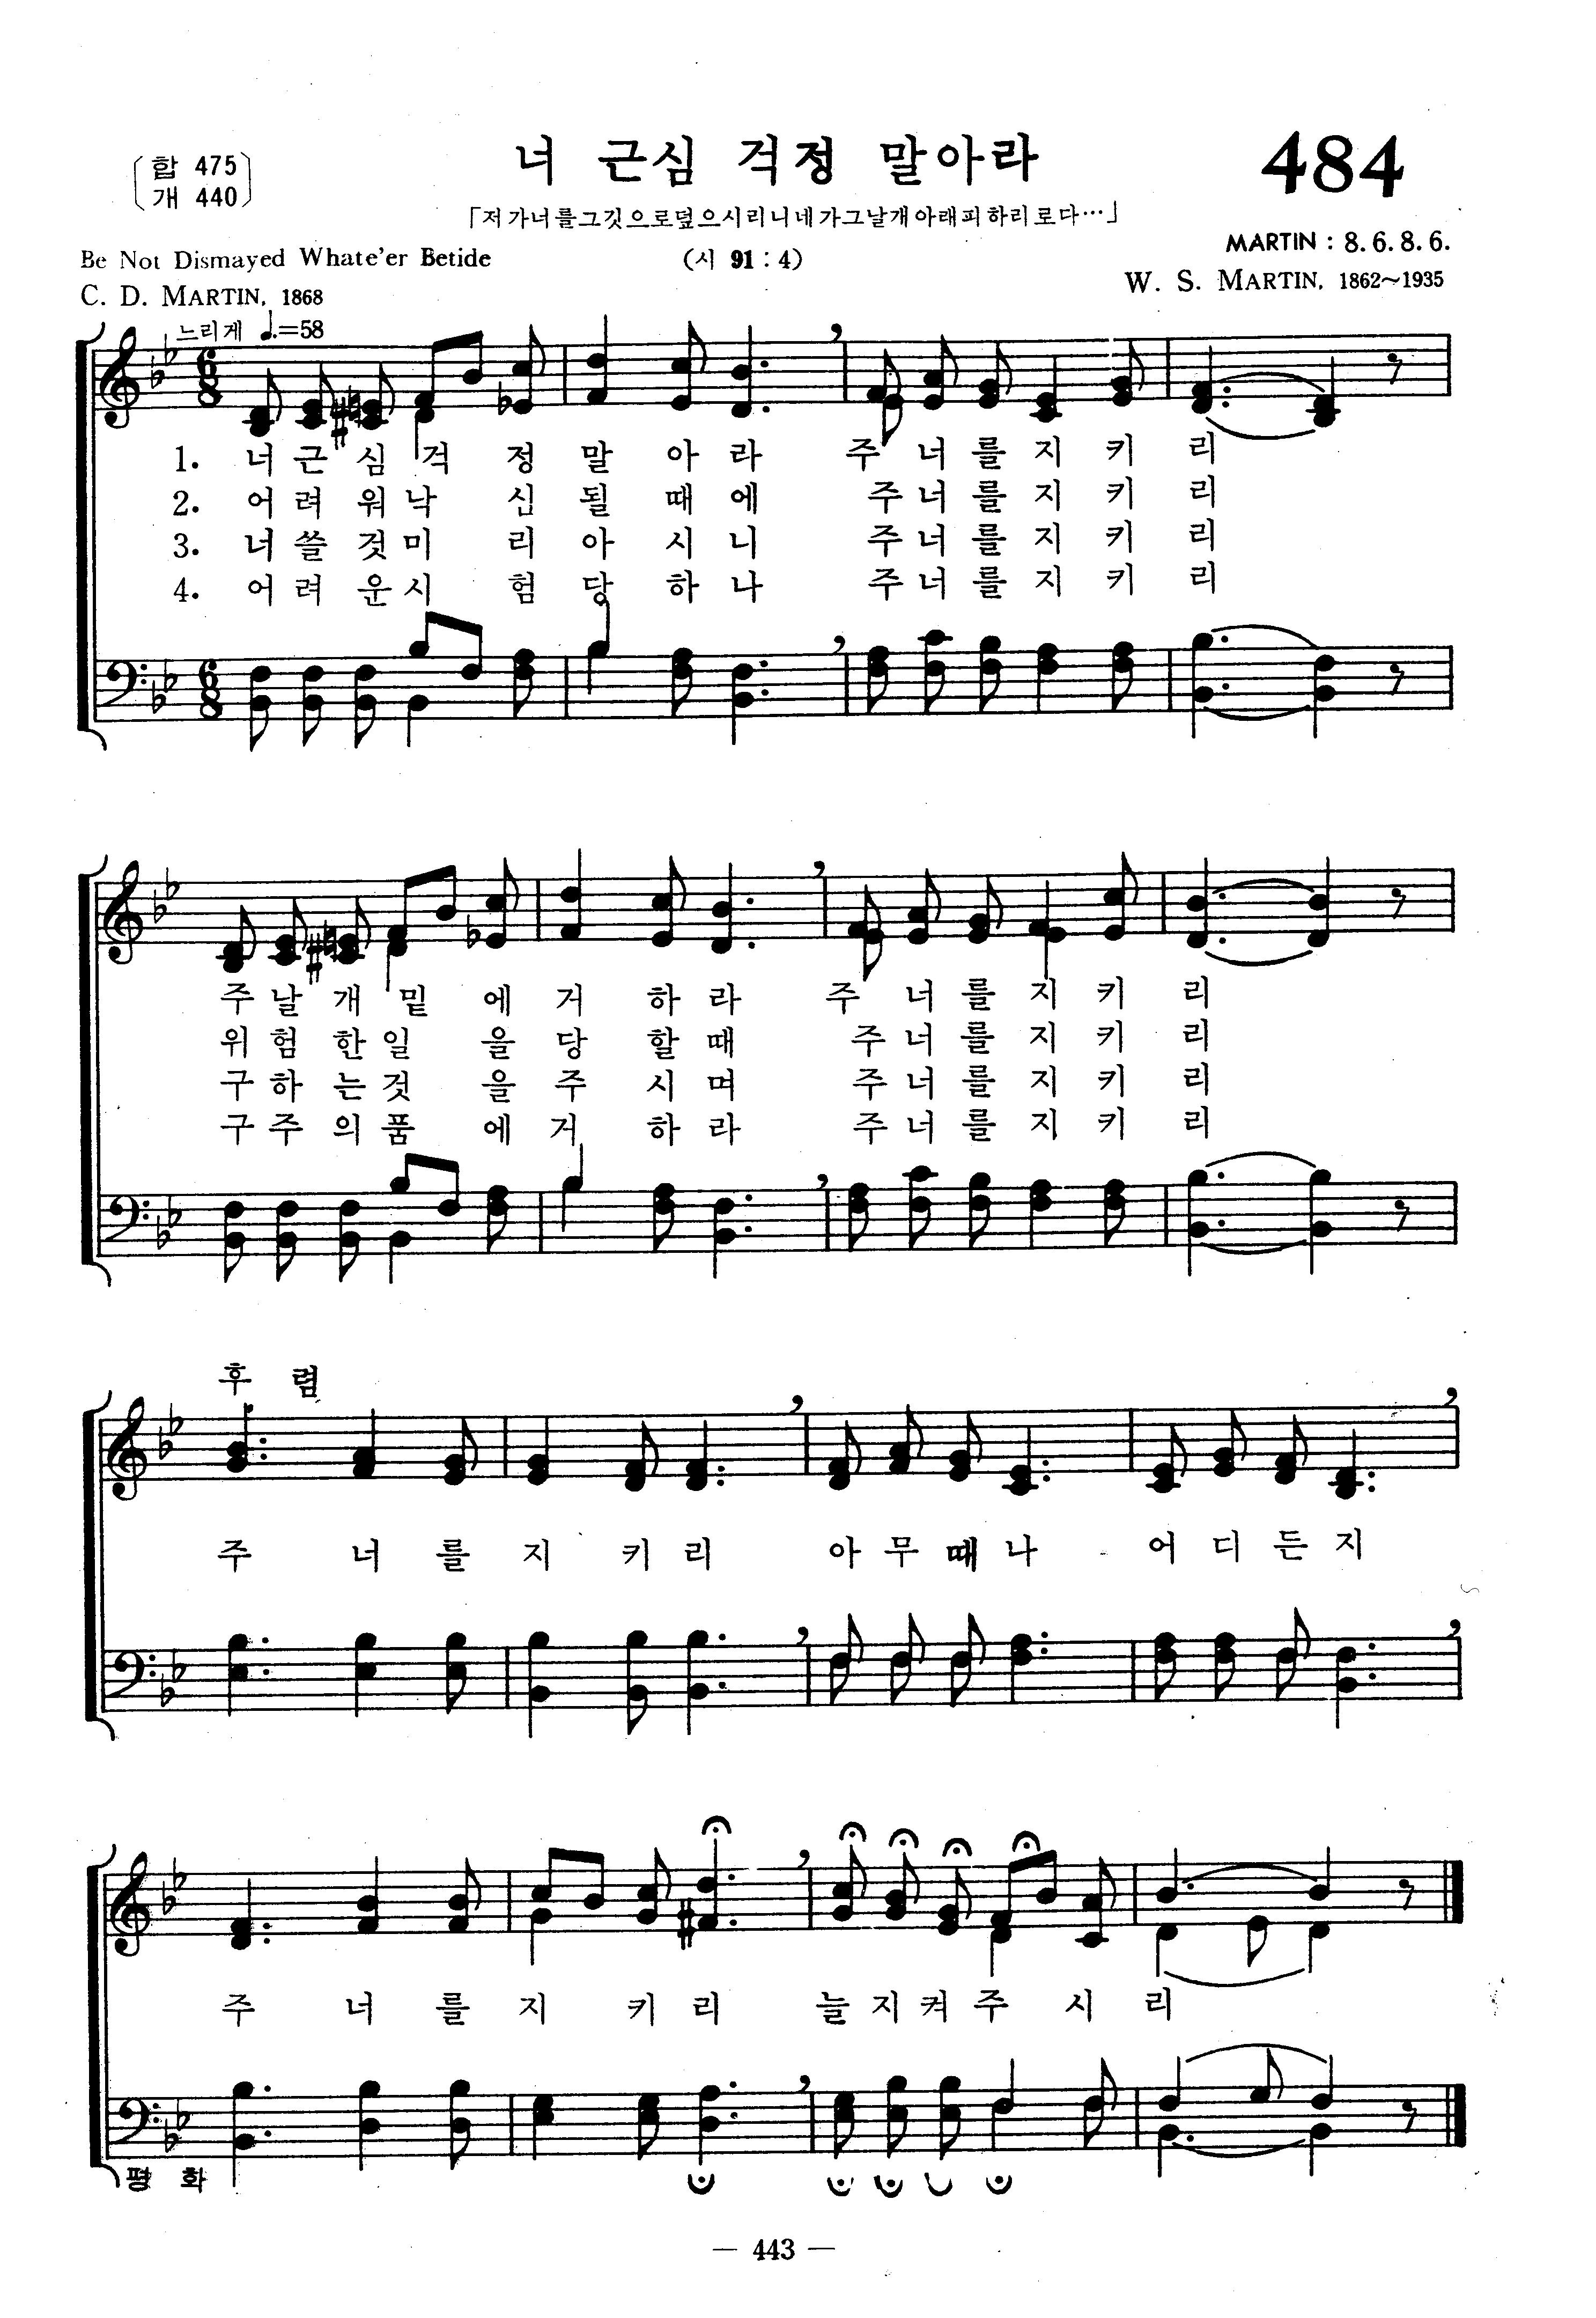 합 475
개 440
너 근심 걱정 말아라
484
「저가너를그깃으로덮으시리니네가그날개아래피하리로다…」
Be Not Dismayed Whate'er Betide
(시 91 : 4)
MARTIN : 8. 6. 8. 6.
C. D. MARTIN, 1868
W. S. MARTIN, 1862~1935
느리게 ♩.=58
1. 너 근 심 걱 정 말 아 라 주 너 를 지 키 리
2. 어 려 워 낙 심 될 때 에 주 너 를 지 키 리
3. 너 쓸 것 미 리 아 시 니 주 너 를 지 키 리
4. 어 려 운 시 험 당 하 나 주 너 를 지 키 리
주 날 개 밑 에 거 하 라 주 너 를 지 키 리
위 험 한 일 을 당 할 때 주 너 를 지 키 리
구 하 는 것 을 주 시 며 주 너 를 지 키 리
구 주 의 품 에 거 하 라 주 너 를 지 키 리
후 렴
주 너 를 지 키 리 아 무 때 나 어 디 든 지
주 너 를 지 키 리 늘 지 켜 주 시 리
평 화
— 443 —